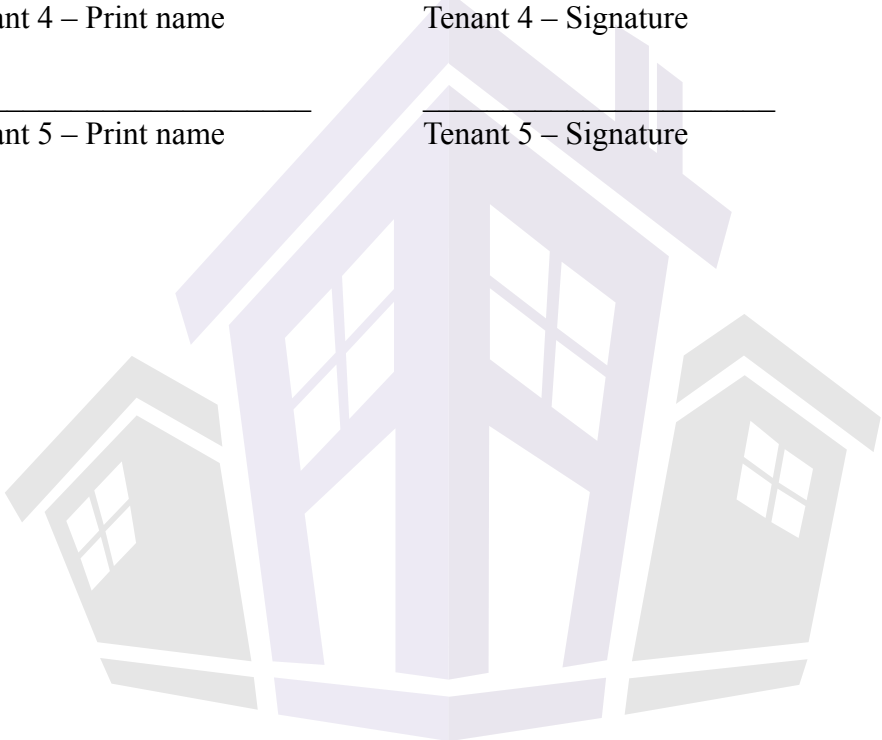 ant 4 – Print name Tenant 4 – Signature
ant 5 – Print name Tenant 5 – Signature